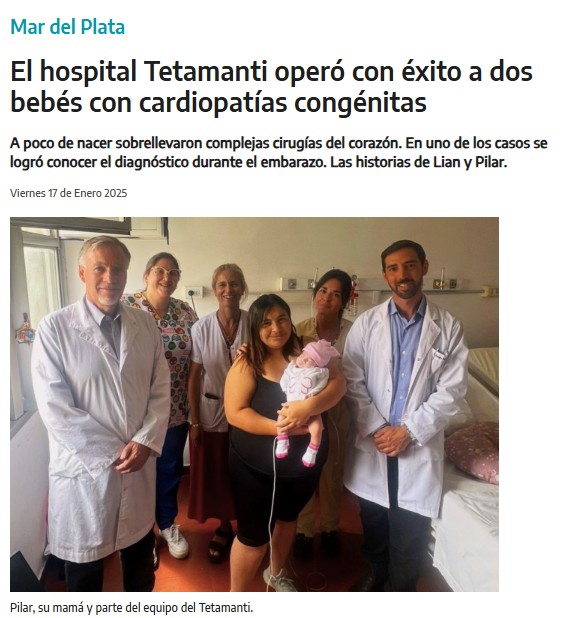 Mar del Plata
El hospital Tetamanti operó con éxito a dos
bebés con cardiopatías congénitas
A poco de nacer sobrellevaron complejas cirugías del corazón. En uno de los casos se
logró conocer el diagnóstico durante el embarazo. Las historias de Lian y Pilar.
Viernes 17 de Enero 2025
Pilar, su mamá y parte del equipo del Tetamanti.